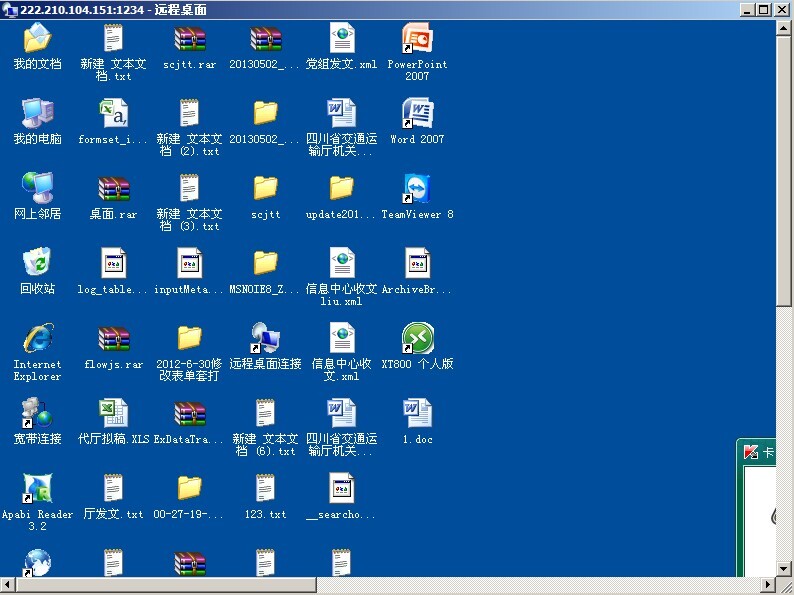 222.210.104.151:1234 - 远程桌面
我的文档
新建 文本文
档.txt
scjtt.rar
20130502_...
党组发文.xml
PowerPoint
2007
我的电脑
formset_i...
新建 文本文
档 (2).txt
20130502_...
四川省交通运
输厅机关...
Word 2007
网上邻居
桌面.rar
新建 文本文
档 (3).txt
scjtt
update201...
TeamViewer 8
回收站
log_table...
inputMeta...
MSNOIE8_Z...
信息中心收文
liu.xml
ArchiveBr...
Internet
Explorer
flowjs.rar
2012-6-30修
改表单套打
远程桌面连接
信息中心收
文.xml
XT800 个人版
宽带连接
代厅拟稿.XLS
ExDataTra...
新建 文本文
档 (6).txt
四川省交通运
输厅机关...
1.doc
卡
Apabi Reader
3.2
厅发文.txt
00-27-19-...
123.txt
__searcho...